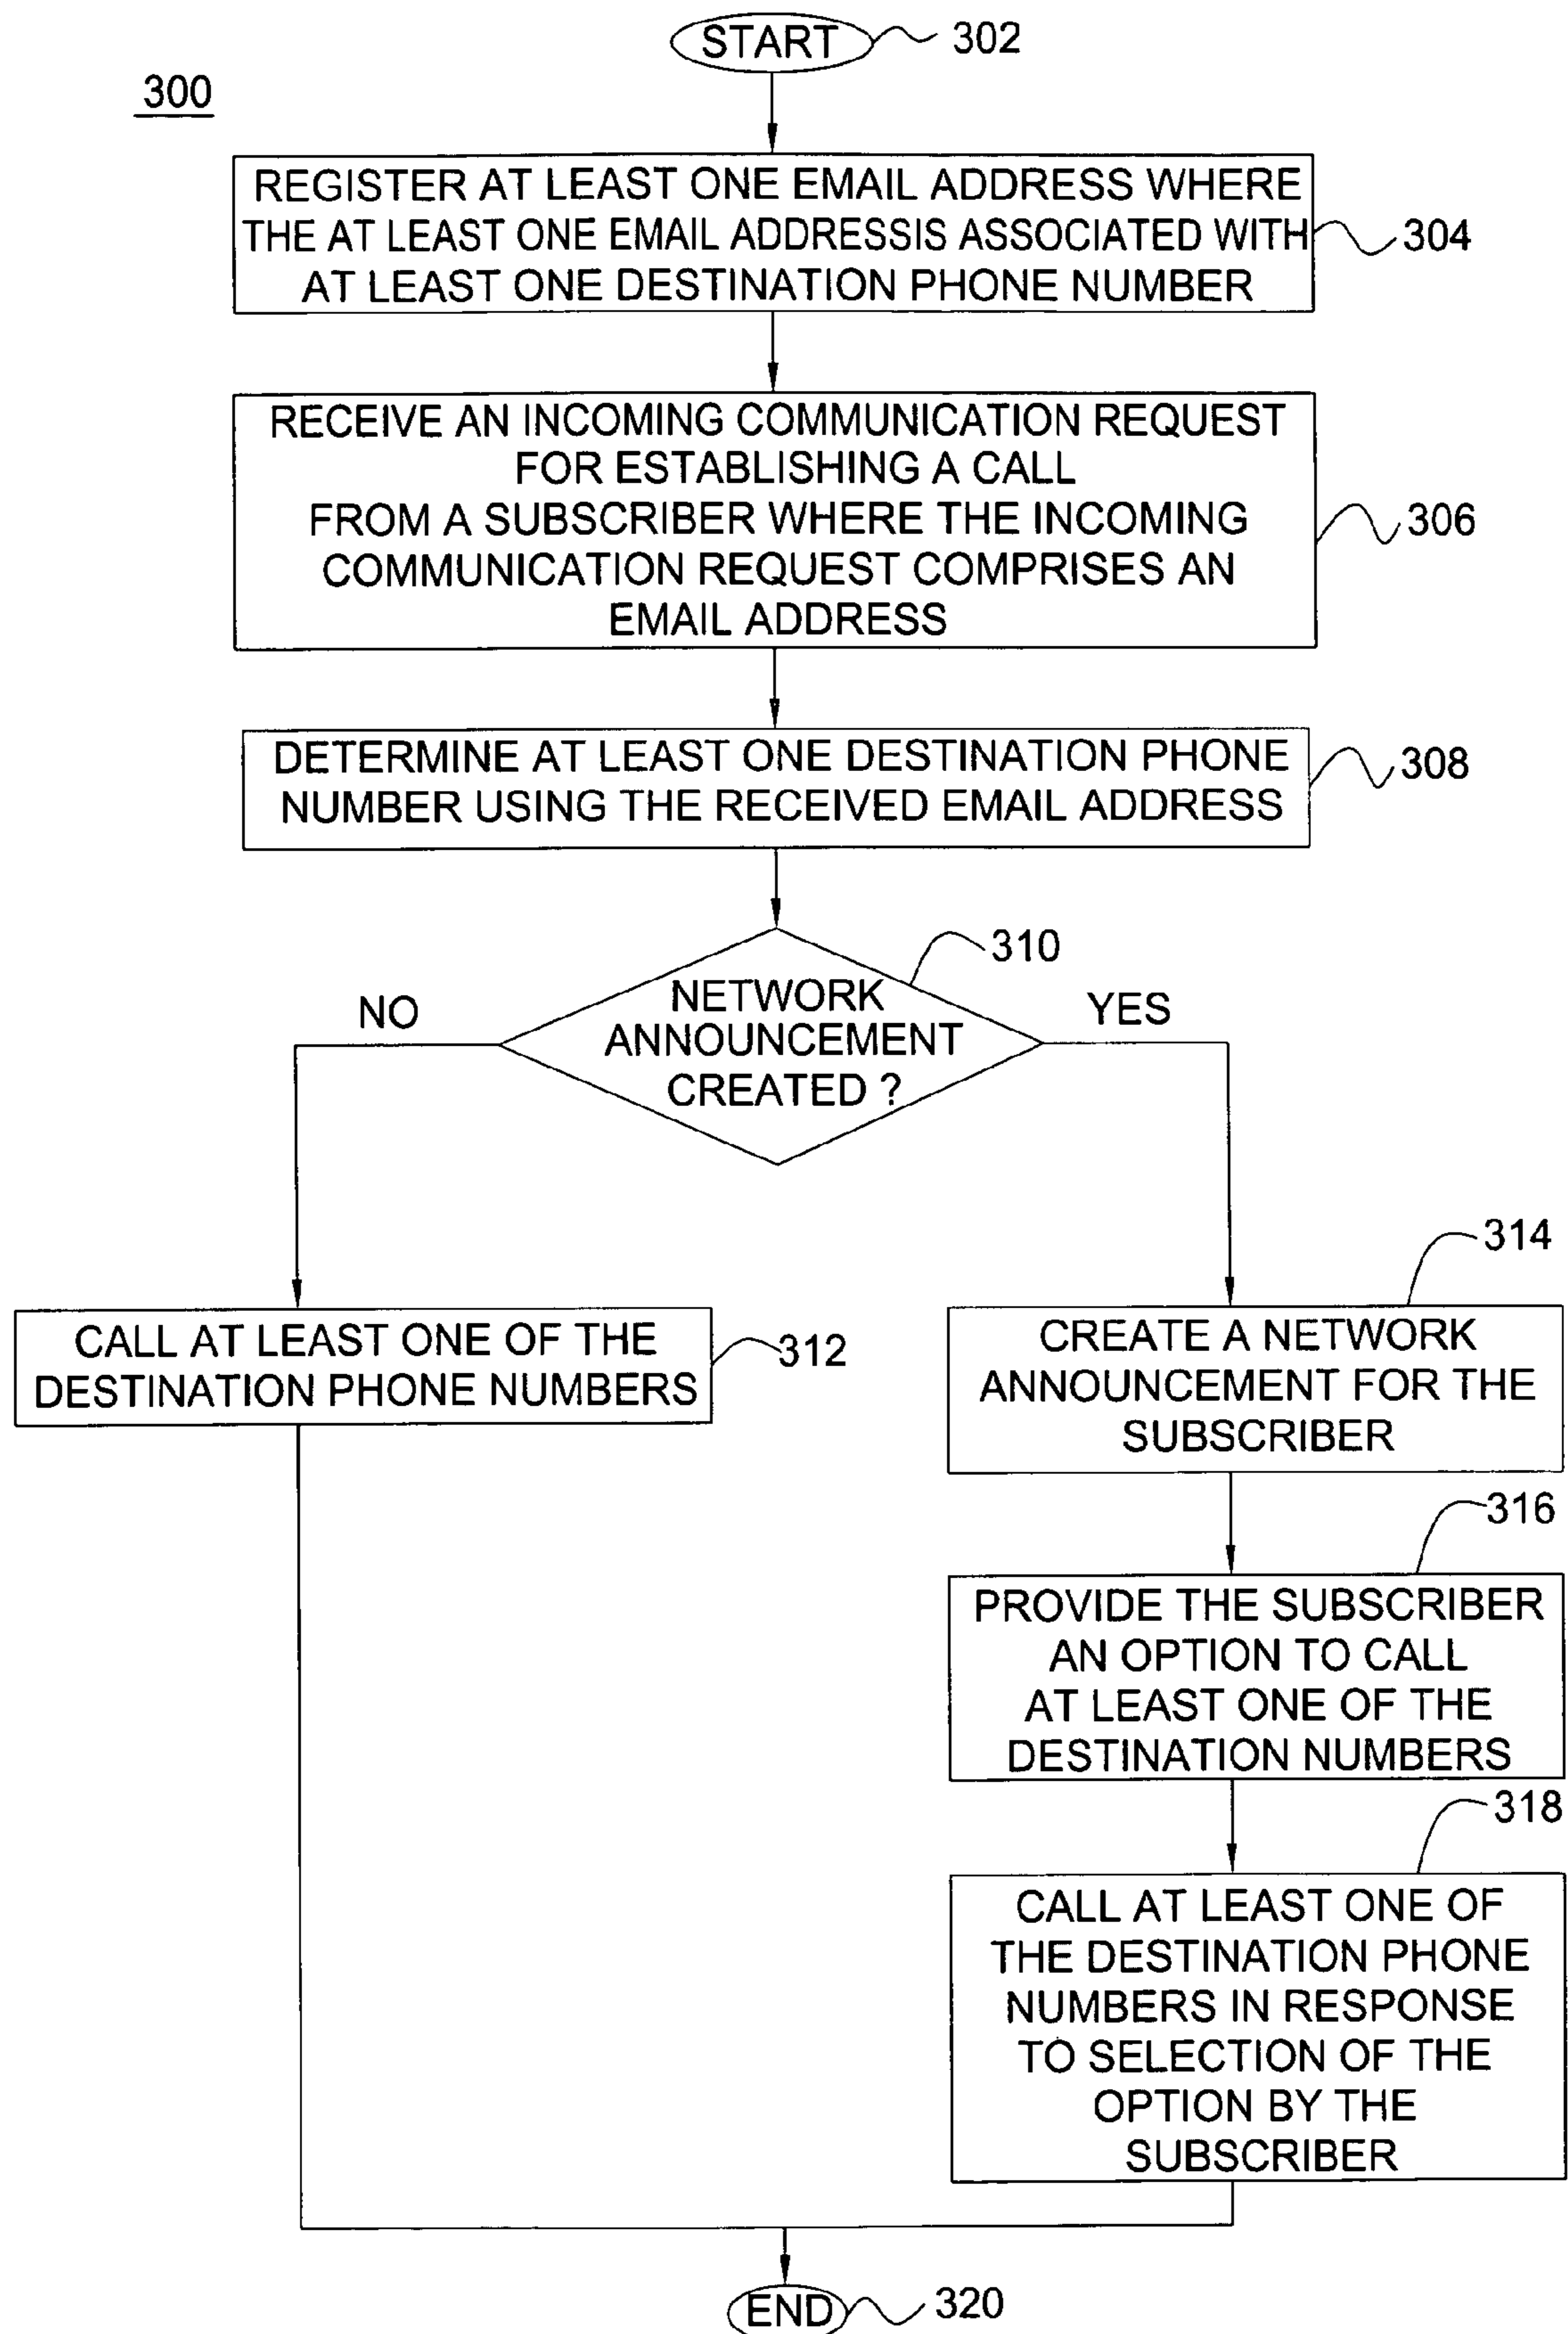 START
302
300
REGISTER AT LEAST ONE EMAIL ADDRESS WHERE
THE AT LEAST ONE EMAIL ADDRESSIS ASSOCIATED WITH
AT LEAST ONE DESTINATION PHONE NUMBER
304
RECEIVE AN INCOMING COMMUNICATION REQUEST
FOR ESTABLISHING A CALL
FROM A SUBSCRIBER WHERE THE INCOMING
COMMUNICATION REQUEST COMPRISES AN
EMAIL ADDRESS
306
DETERMINE AT LEAST ONE DESTINATION PHONE
NUMBER USING THE RECEIVED EMAIL ADDRESS
308
310
NETWORK
ANNOUNCEMENT
CREATED ?
NO
YES
CALL AT LEAST ONE OF THE
DESTINATION PHONE NUMBERS
312
314
CREATE A NETWORK
ANNOUNCEMENT FOR THE
SUBSCRIBER
316
PROVIDE THE SUBSCRIBER
AN OPTION TO CALL
AT LEAST ONE OF THE
DESTINATION NUMBERS
318
CALL AT LEAST ONE OF
THE DESTINATION PHONE
NUMBERS IN RESPONSE
TO SELECTION OF THE
OPTION BY THE
SUBSCRIBER
END
320